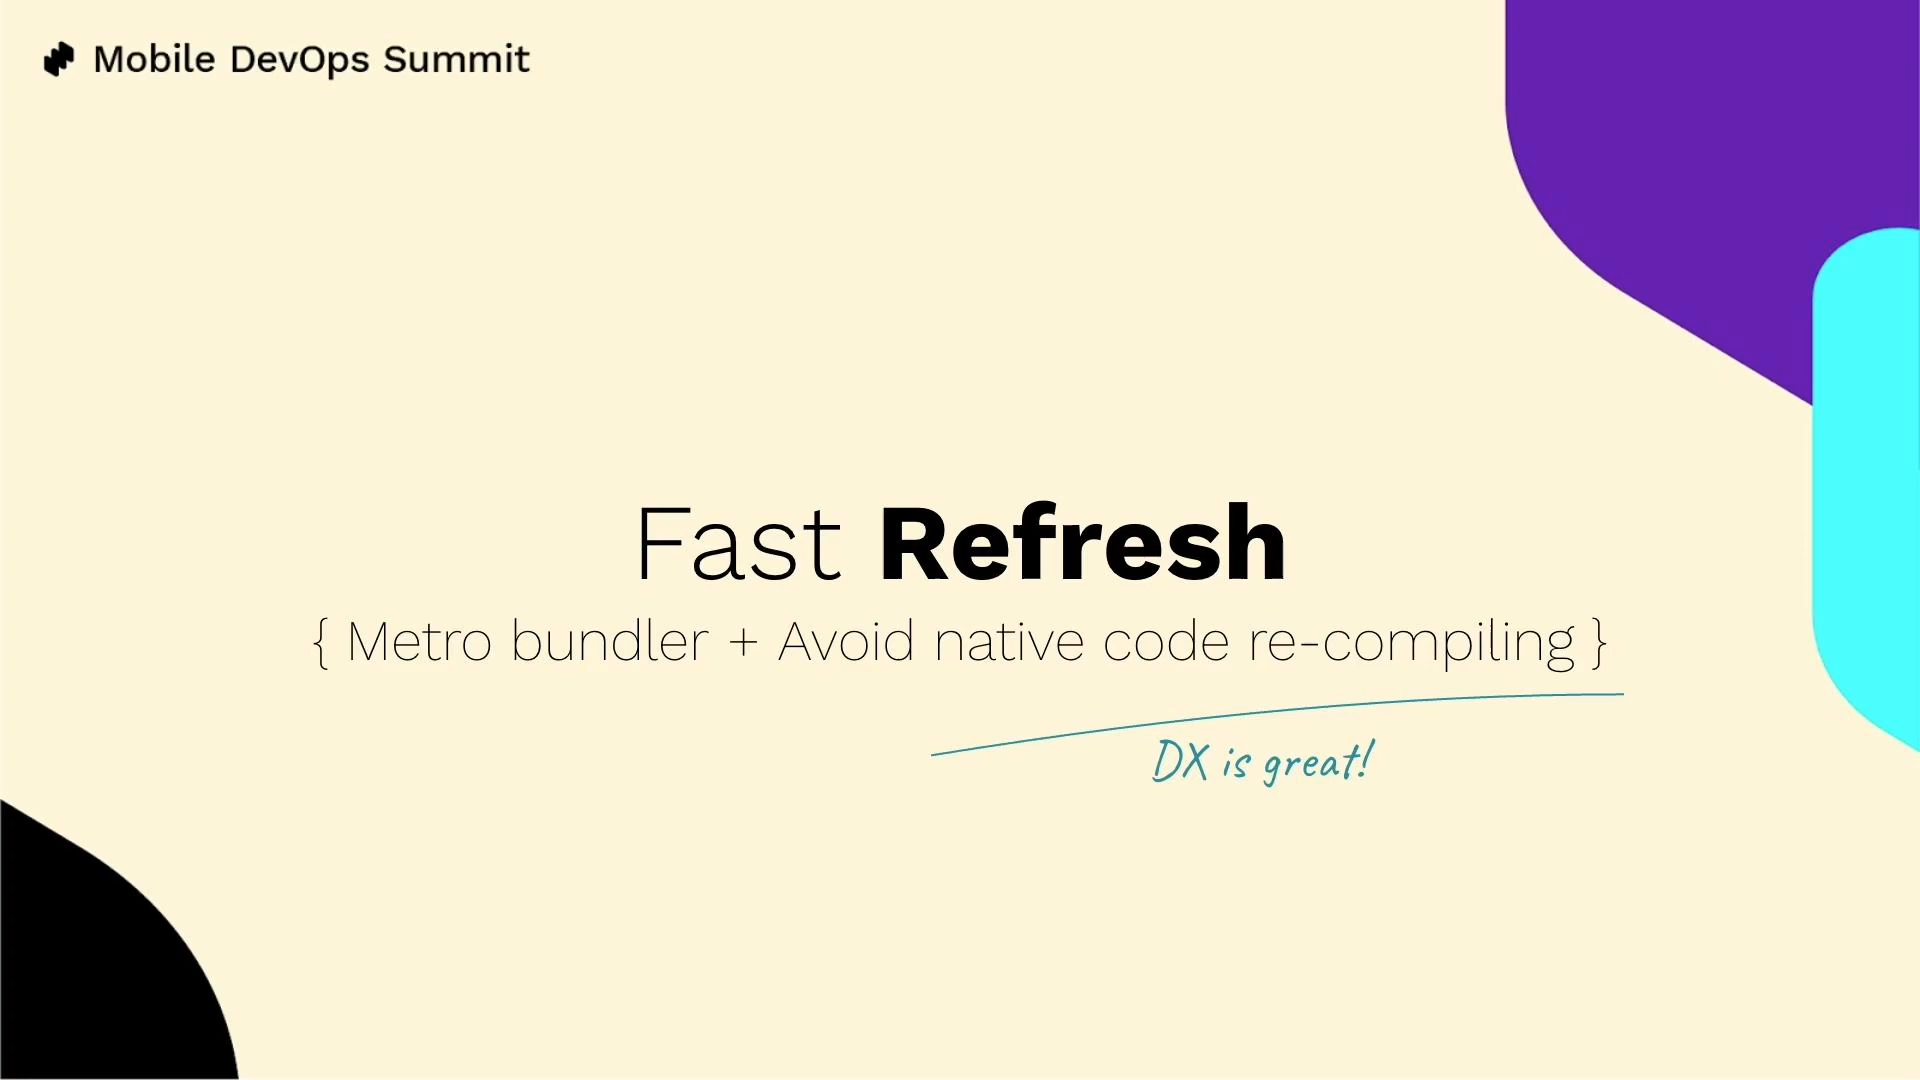 Mobile DevOps Summit
Fast Refresh
{ Metro bundler + Avoid native code re-compiling }
DX is great!